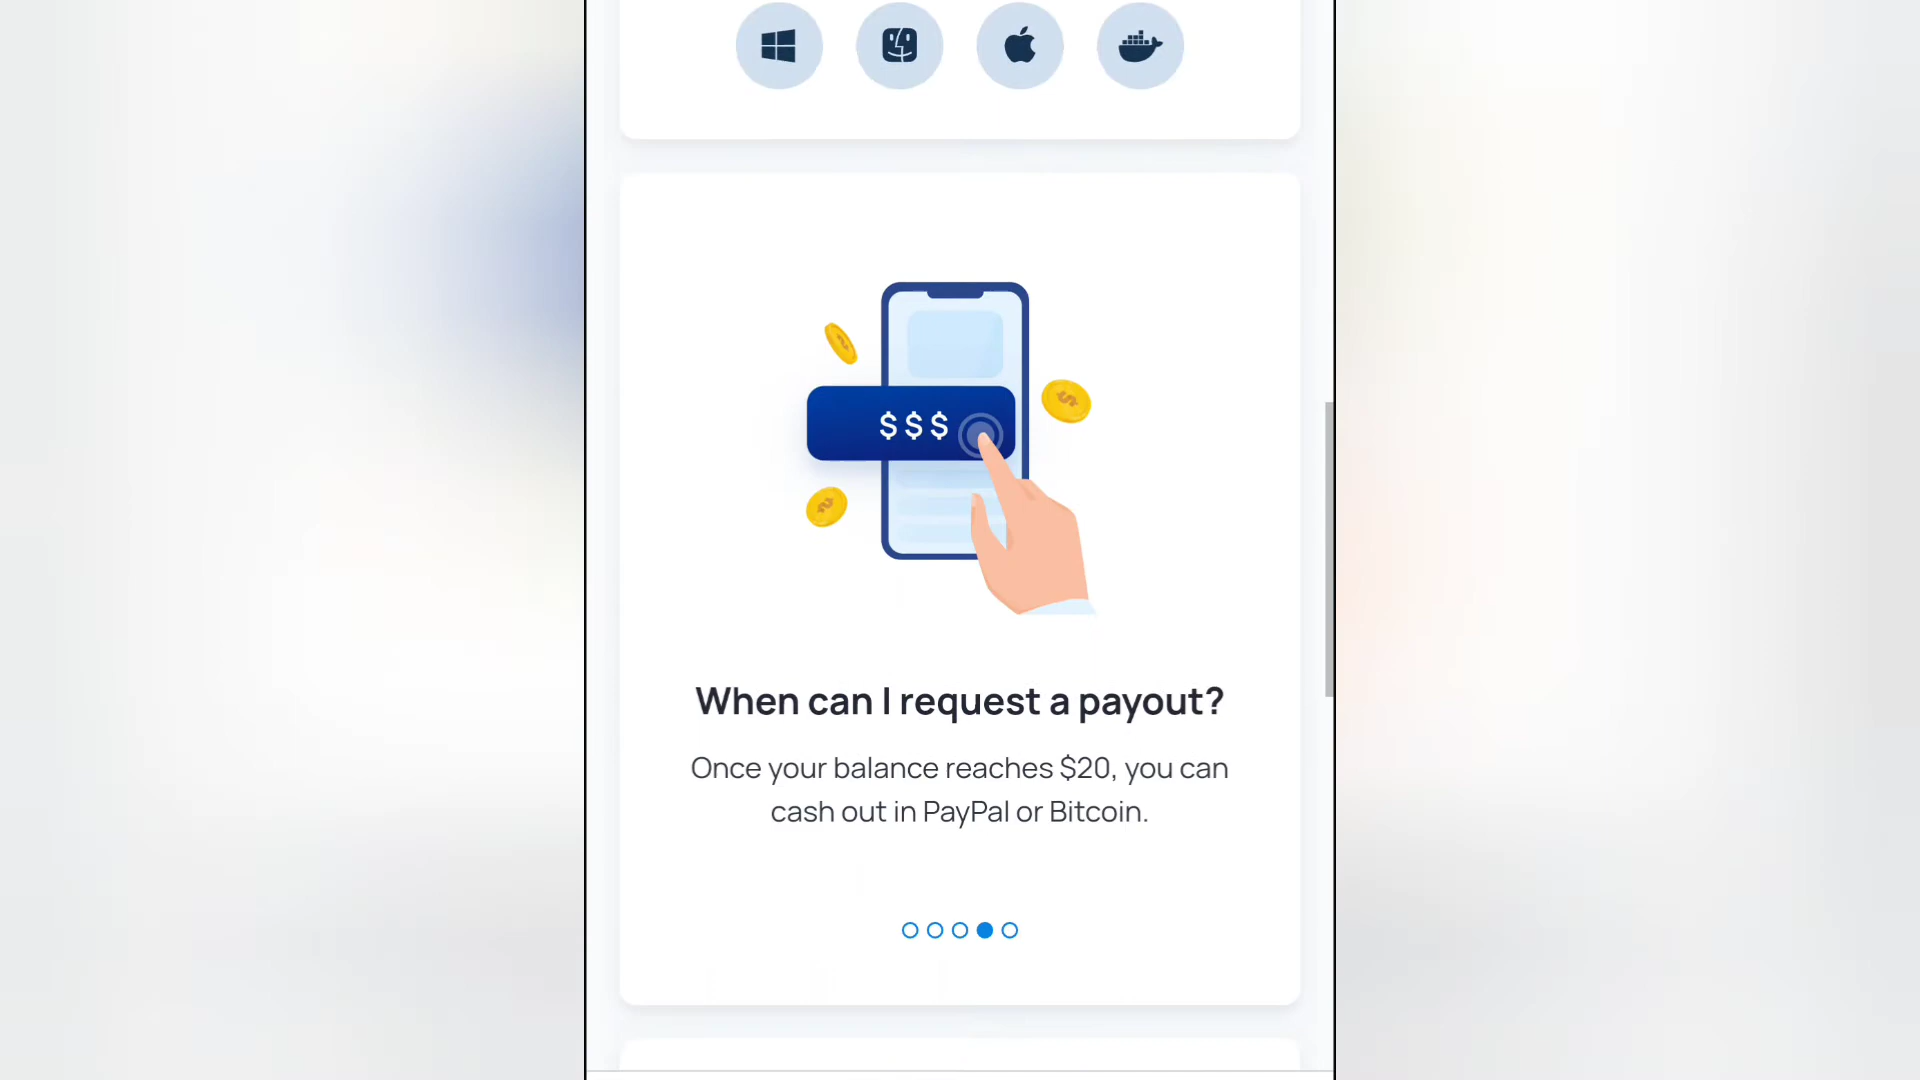 $$$
When can I request a payout?
Once your balance reaches $20, you can
cash out in PayPal or Bitcoin.